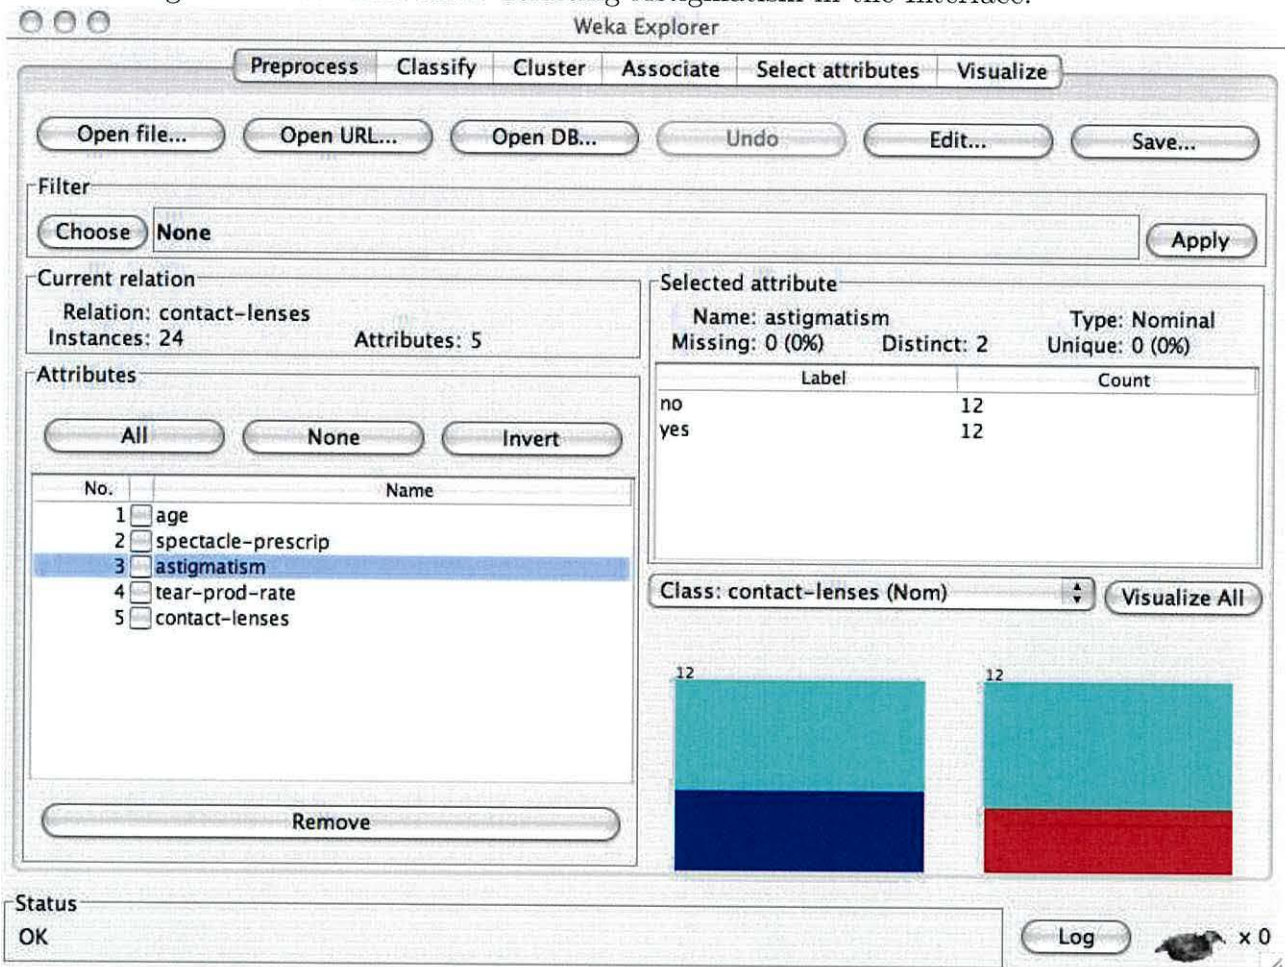 Astigmatism in the interface.
Weka Explorer
Preprocess Classify Cluster Associate Select attributes Visualize
Open file... Open URL... Open DB... Undo Edit... Save...
Filter
Choose None Apply
Current relation
Relation: contact-lenses
Instances: 24 Attributes: 5
Selected attribute
Name: astigmatism Type: Nominal
Missing: 0 (0%) Distinct: 2 Unique: 0 (0%)
Label Count
no 12
yes 12
Attributes
All None Invert
No. Name
1 age
2 spectacle-prescrip
3 astigmatism
4 tear-prod-rate
5 contact-lenses
Remove
Class: contact-lenses (Nom) Visualize All
12 12
Status
OK
Log x 0